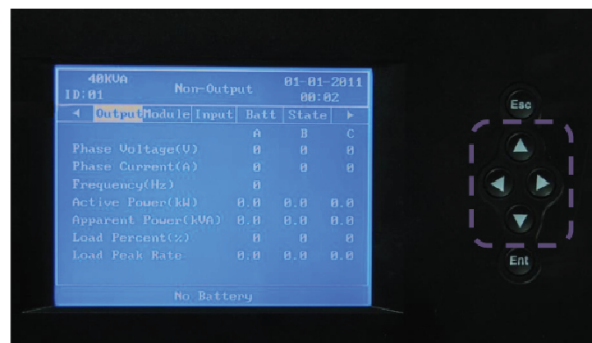 40KVA Non-Output 01-01-2011
ID:01 00:02
Output Module Input Batt State
A B C
Phase Voltage(V) 0 0 0
Phase Current(A) 0 0 0
Frequency(Hz) 0
Active Power(kW) 0.0 0.0 0.0
Apparent Power(kVA) 0.0 0.0 0.0
Load Percent(%) 0 0 0
Load Peak Rate 0.0 0.0 0.0
No Battery
Esc
Ent